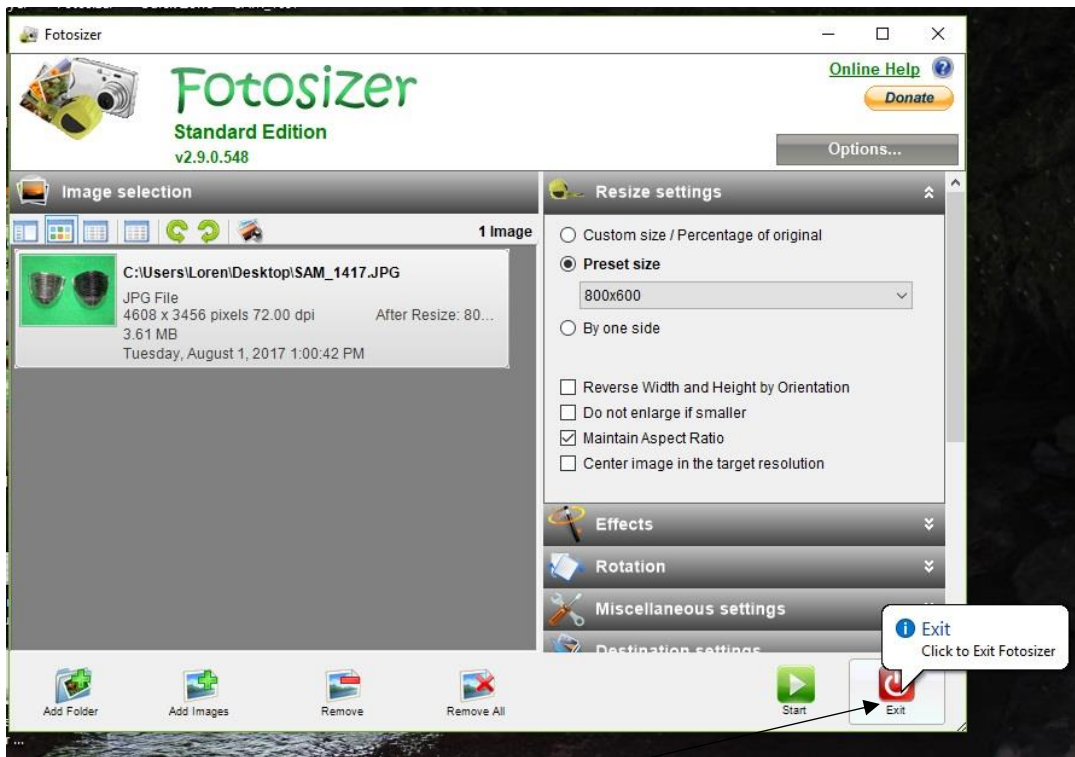 Fotosizer
Fotosizer
Standard Edition
v2.9.0.548
Online Help
Donate
Options...
Image selection
1 Image
C:\Users\Loren\Desktop\SAM_1417.JPG
JPG File
4608 x 3456 pixels 72.00 dpi After Resize: 80...
3.61 MB
Tuesday, August 1, 2017 1:00:42 PM
Resize settings
Custom size / Percentage of original
Preset size
800x600
By one side
Reverse Width and Height by Orientation
Do not enlarge if smaller
Maintain Aspect Ratio
Center image in the target resolution
Effects
Rotation
Miscellaneous settings
Destination settings
Exit
Click to Exit Fotosizer
Add Folder
Add Images
Remove
Remove All
Start
Exit